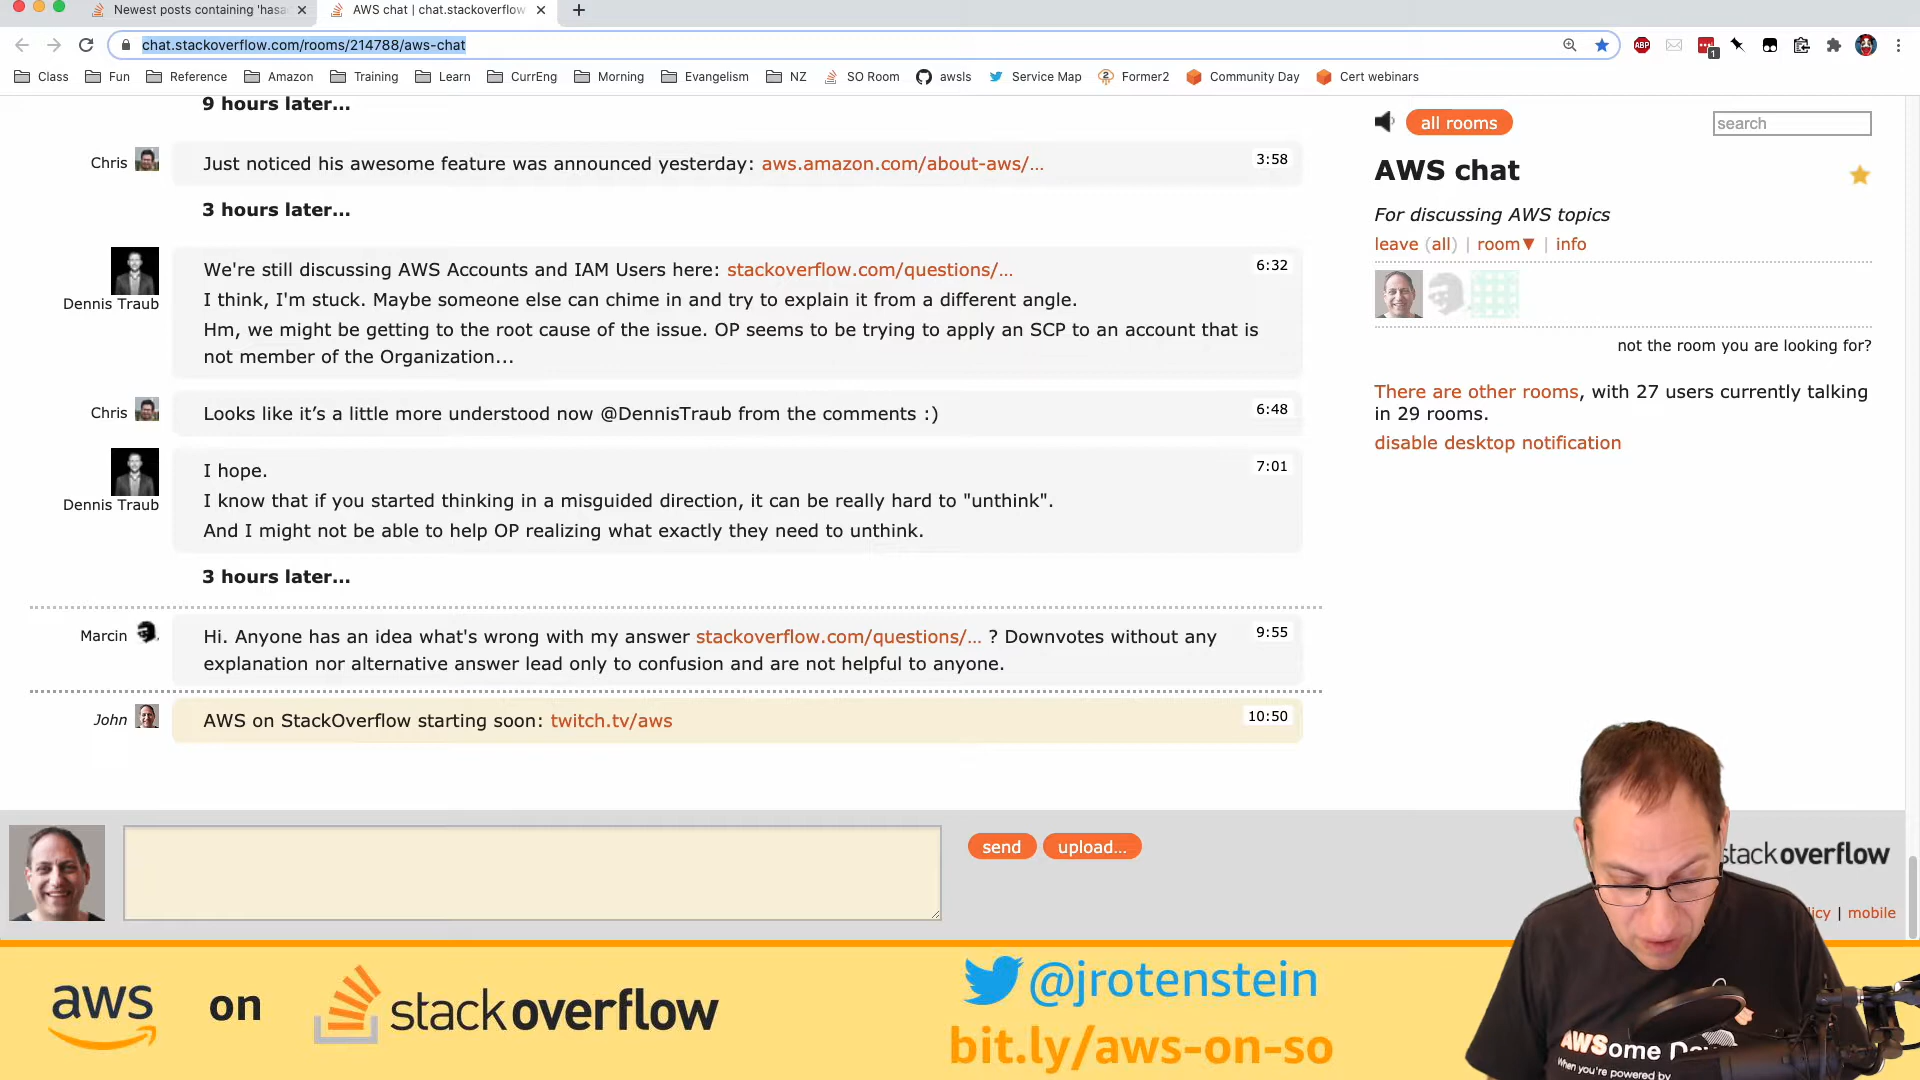 Newest posts containing 'hasa
AWS chat | chat.stackoverflow
chat.stackoverflow.com/rooms/214788/aws-chat
ABP
1
Class Fun Reference Amazon Training Learn CurrEng Morning Evangelism NZ SO Room awsls Service Map Former2 Community Day Cert webinars
9 hours later...
Chris
Just noticed his awesome feature was announced yesterday: aws.amazon.com/about-aws/...
3:58
3 hours later...
Dennis Traub
We're still discussing AWS Accounts and IAM Users here: stackoverflow.com/questions/...
6:32
I think, I'm stuck. Maybe someone else can chime in and try to explain it from a different angle.
Hm, we might be getting to the root cause of the issue. OP seems to be trying to apply an SCP to an account that is
not member of the Organization...
Chris
Looks like it’s a little more understood now @DennisTraub from the comments :)
6:48
Dennis Traub
I hope.
7:01
I know that if you started thinking in a misguided direction, it can be really hard to "unthink".
And I might not be able to help OP realizing what exactly they need to unthink.
3 hours later...
Marcin
Hi. Anyone has an idea what's wrong with my answer stackoverflow.com/questions/... ? Downvotes without any
9:55
explanation nor alternative answer lead only to confusion and are not helpful to anyone.
John
AWS on StackOverflow starting soon: twitch.tv/aws
10:50
all rooms
search
AWS chat
For discussing AWS topics
leave (all) | room▼ | info
not the room you are looking for?
There are other rooms, with 27 users currently talking
in 29 rooms.
disable desktop notification
send
upload...
stackoverflow
icy | mobile
aws on stackoverflow
@jrotenstein
bit.ly/aws-on-so
AWSome Day
When you're powered by